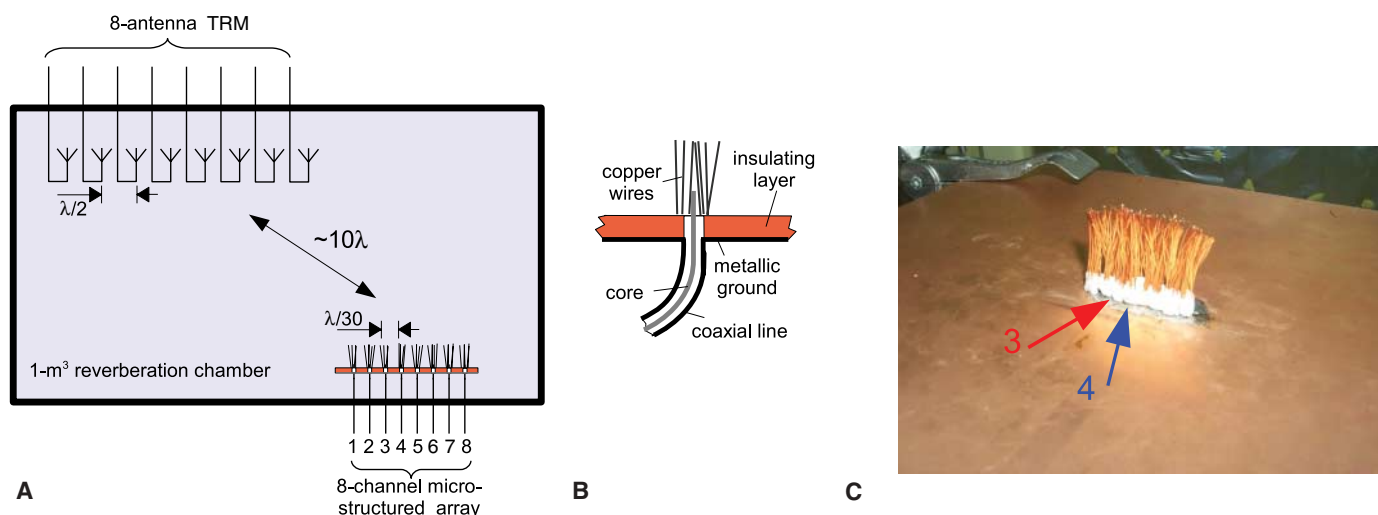 8-antenna TRM
λ/2
~10λ
λ/30
1-m³ reverberation chamber
1 2 3 4 5 6 7 8
8-channel micro-
structured array
A
copper
wires
insulating
layer
metallic
ground
core
coaxial line
B
3
4
C